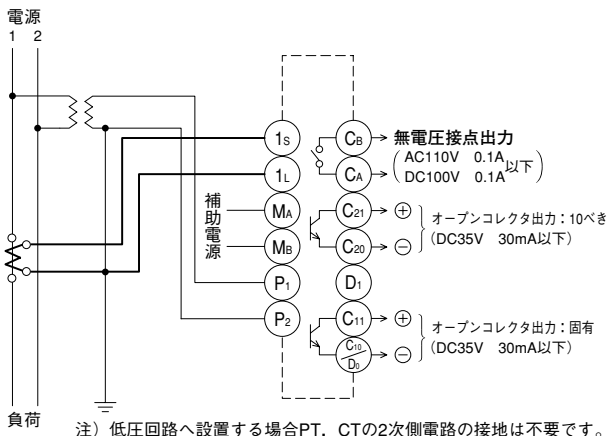 電源
1 2
1S
1L
補助電源
MA
MB
P1
P2
CB
CA
無電圧接点出力
AC110V 0.1A
DC100V 0.1A
以下
C21
C20
オープンコレクタ出力：10べき
(DC35V 30mA以下)
D1
C11
C10
D0
オープンコレクタ出力：固有
(DC35V 30mA以下)
負荷
注）低圧回路へ設置する場合PT，CTの2次側電路の接地は不要です。